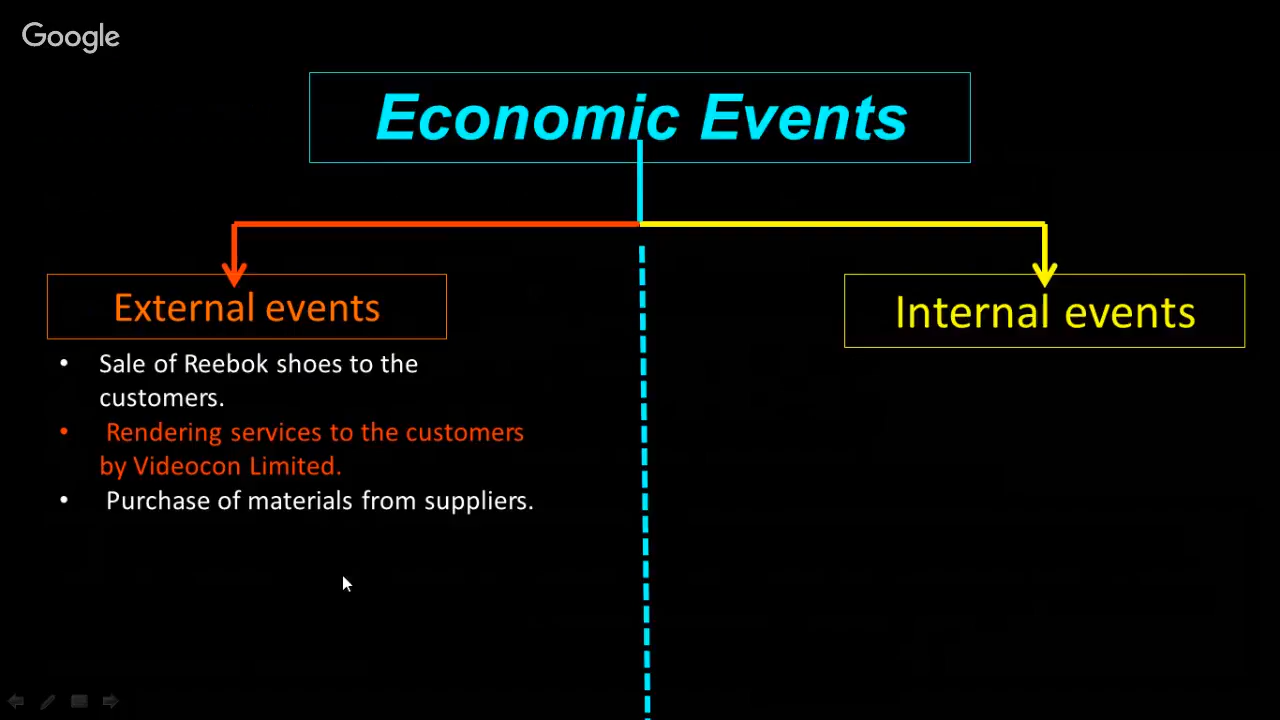 Google
Economic Events
External events
Internal events
• Sale of Reebok shoes to the
customers.
• Rendering services to the customers
by Videocon Limited.
• Purchase of materials from suppliers.